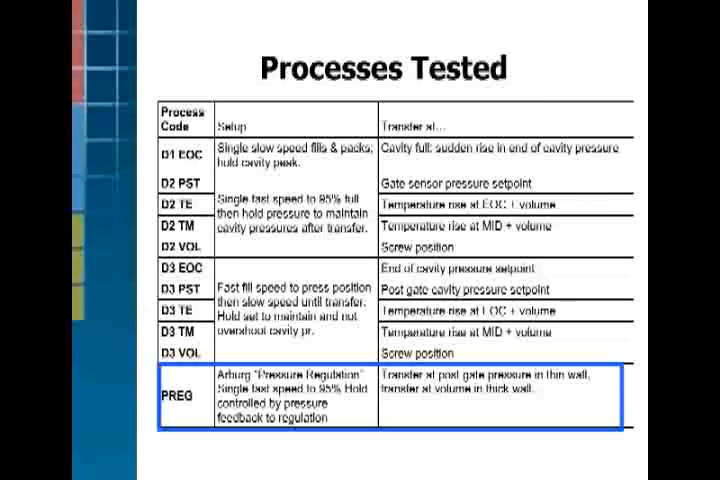 Processes Tested
Process Code Setup Transfer at...
D1 EOC Single slow speed fills & packs; hold cavity peak. Cavity full: sudden rise in end of cavity pressure
D2 PST Gate sensor pressure setpoint
D2 TE Single fast speed to 95% full Temperature rise at EOC + volume
then hold pressure to maintain
D2 TM cavity pressures after transfer. Temperature rise at MID + volume
D2 VOL Screw position
D3 EOC End of cavity pressure setpoint
D3 PST Fast fill speed to press position Post gate cavity pressure setpoint
then slow speed until transfer.
D3 TE Hold set to maintain and not Temperature rise at EOC + volume
overshoot cavity pr.
D3 TM Temperature rise at MID + volume
D3 VOL Screw position
Arburg "Pressure Regulation" Transfer at post gate pressure in thin wall,
Single fast speed to 95% Hold transfer at volume in thick wall.
PREG controlled by pressure
feedback to regulation